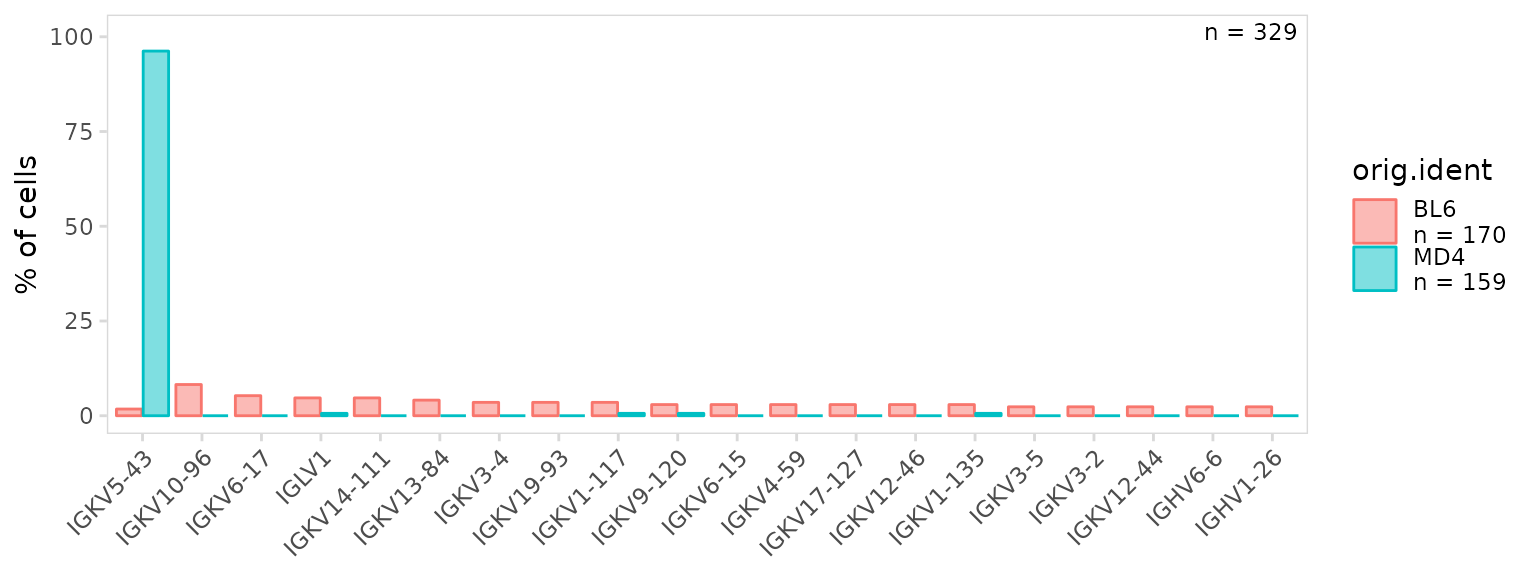 n = 329
100
75
50
25
0
% of cells
IGKV5-43
IGKV10-96
IGKV6-17
IGLV1
IGKV14-111
IGKV13-84
IGKV3-4
IGKV19-93
IGKV1-117
IGKV9-120
IGKV6-15
IGKV4-59
IGKV17-127
IGKV12-46
IGKV1-135
IGKV3-5
IGKV3-2
IGKV12-44
IGHV6-6
IGHV1-26
orig.ident
BL6
n = 170
MD4
n = 159